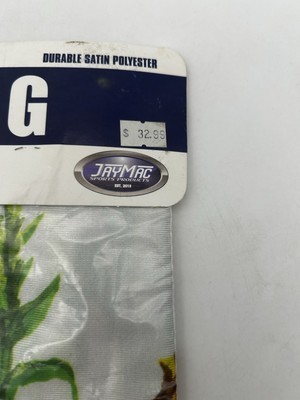 DURABLE SATIN POLYESTER
G
$ 32.99
JAYMAC
SPORTS PRODUCTS
EST. 2014